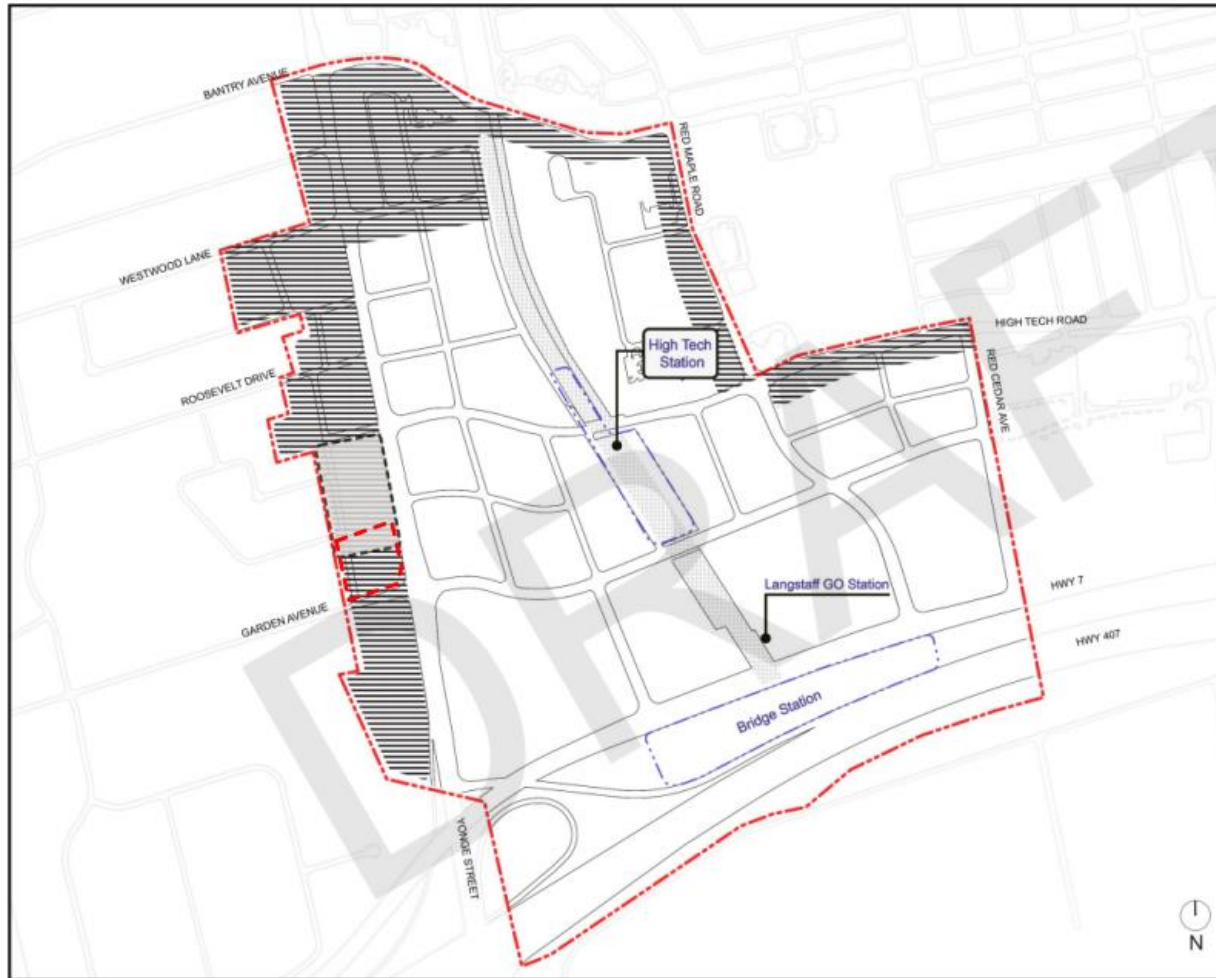 BANTRY AVENUE
RED MAPLE ROAD
WESTWOOD LANE
HIGH TECH ROAD
High Tech
Station
RED CEDAR AVE
ROOSEVELT DRIVE
DRAFT
Langstaff GO Station
HWY 7
GARDEN AVENUE
HWY 407
Bridge Station
YONGE STREET
N